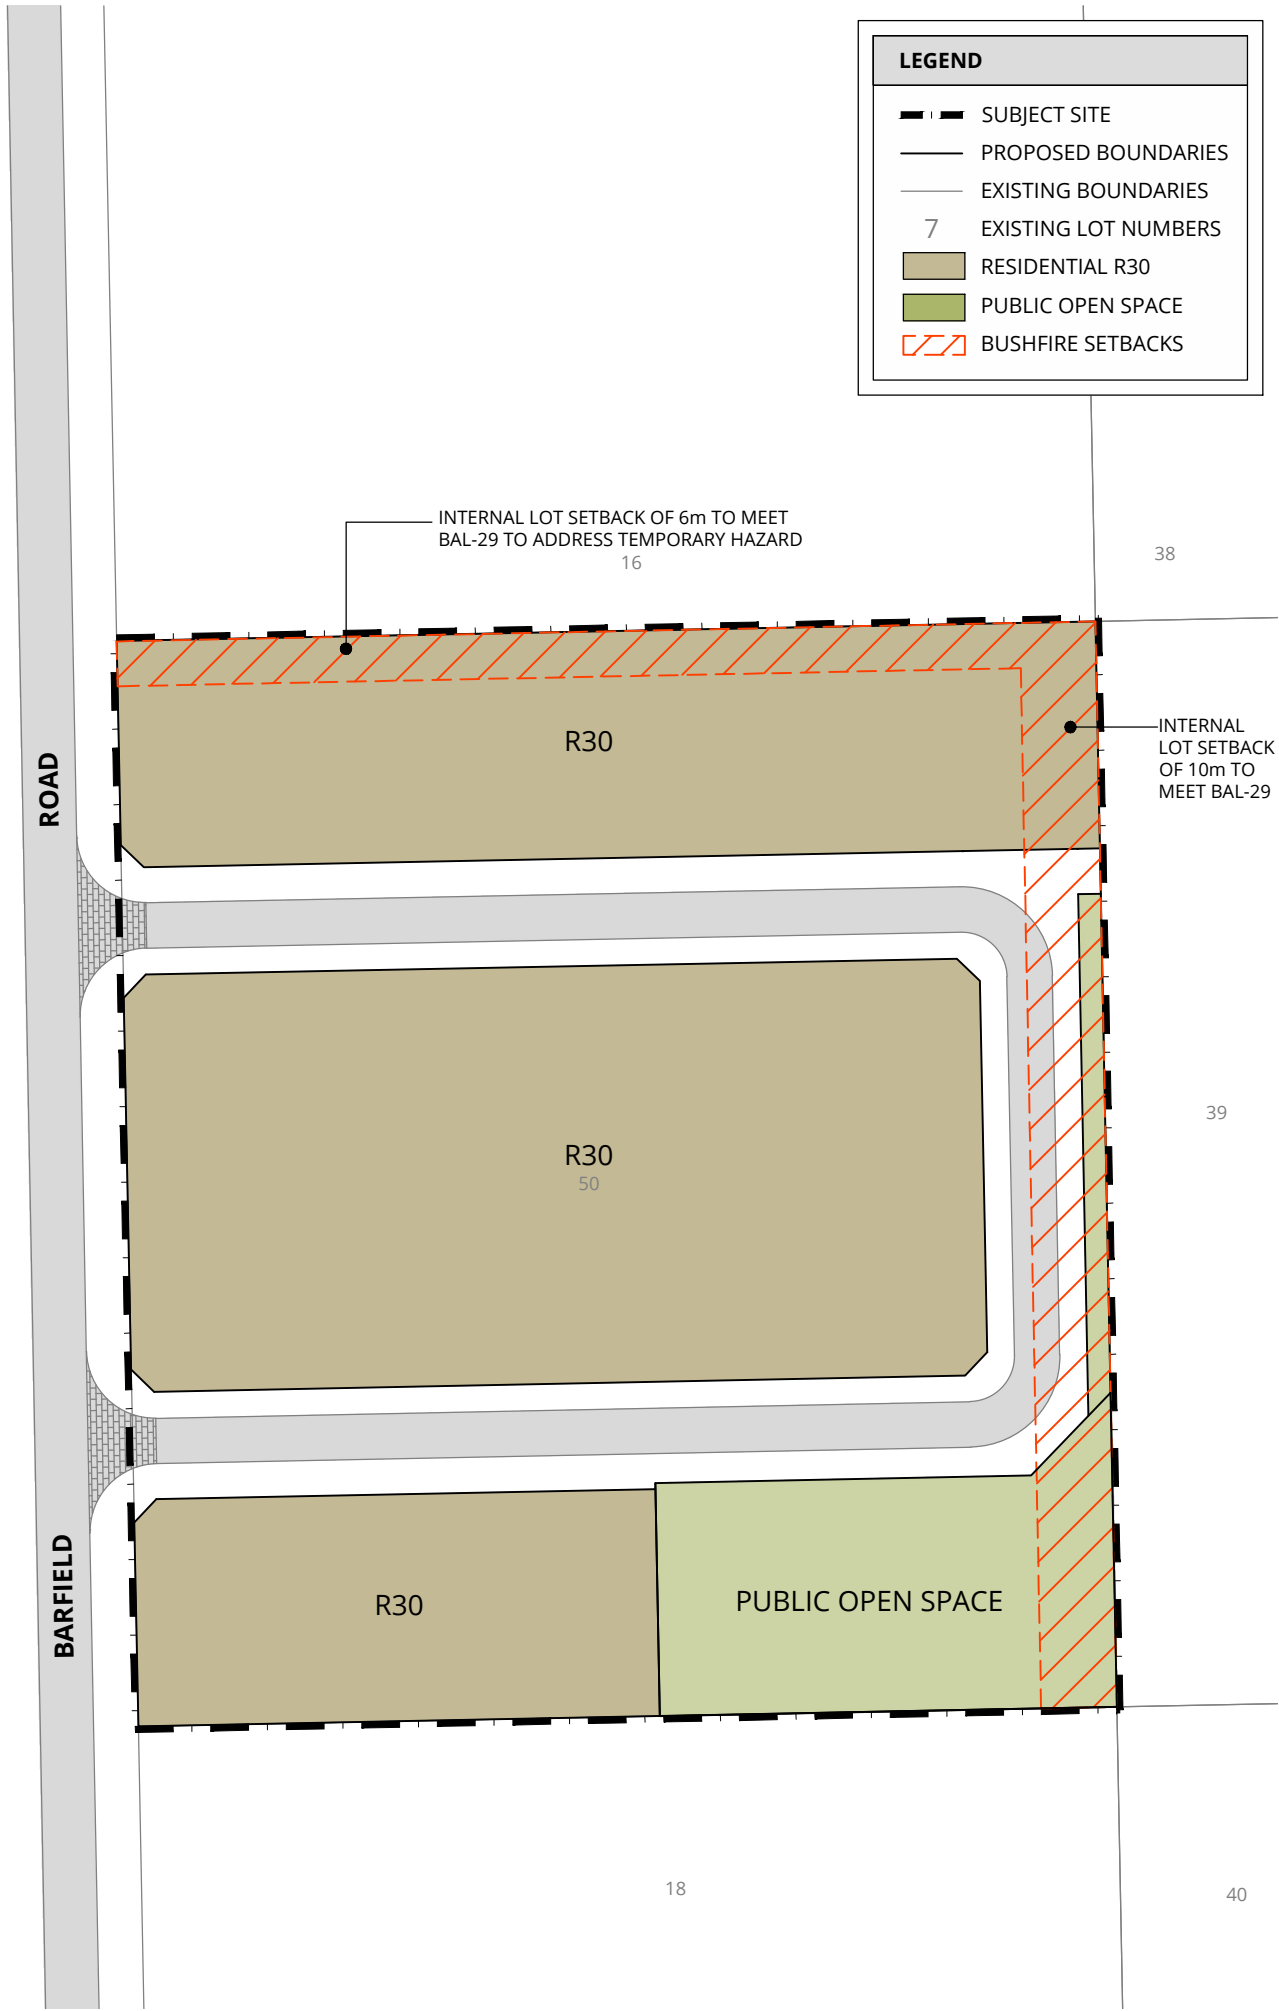 LEGEND
SUBJECT SITE
PROPOSED BOUNDARIES
EXISTING BOUNDARIES
7 EXISTING LOT NUMBERS
RESIDENTIAL R30
PUBLIC OPEN SPACE
BUSHFIRE SETBACKS
INTERNAL LOT SETBACK OF 6m TO MEET
BAL-29 TO ADDRESS TEMPORARY HAZARD
16
38
INTERNAL
LOT SETBACK
OF 10m TO
MEET BAL-29
R30
ROAD
39
R30
50
BARFIELD
R30
PUBLIC OPEN SPACE
18
40